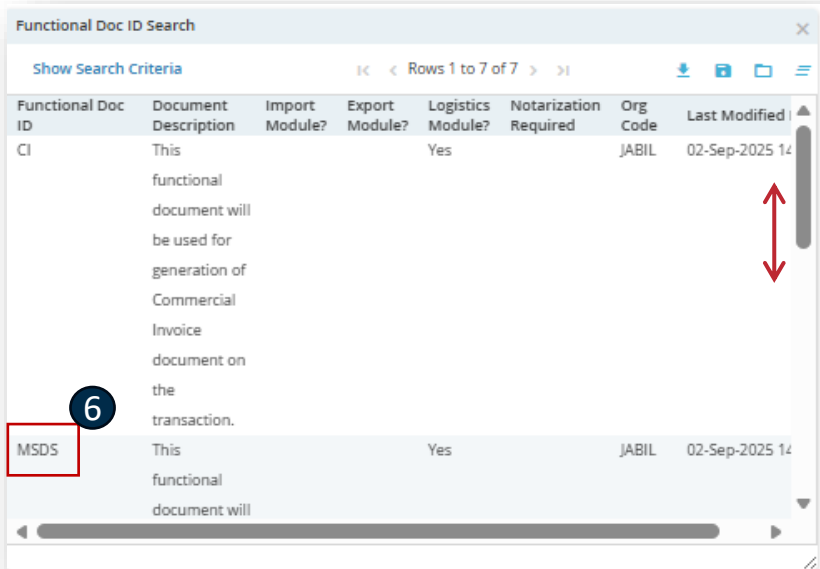 Functional Doc ID Search
Show Search Criteria
Rows 1 to 7 of 7
Functional Doc ID
Document Description
Import Module?
Export Module?
Logistics Module?
Notarization Required
Org Code
Last Modified
CI
This
functional
document will
be used for
generation of
Commercial
Invoice
document on
the
transaction.
Yes
JABIL
02-Sep-2025 14
6
MSDS
This
functional
document will
Yes
JABIL
02-Sep-2025 14